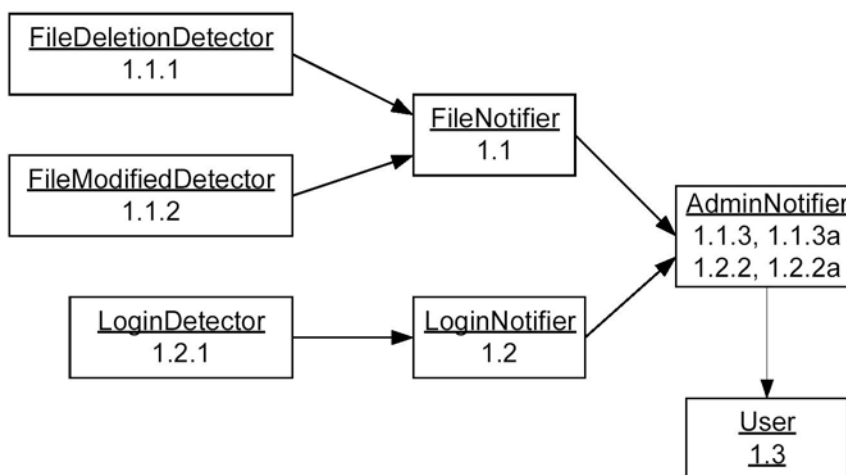 FileDeletionDetector
1.1.1
FileNotifier
1.1
FileModifiedDetector
1.1.2
AdminNotifier
1.1.3, 1.1.3a
1.2.2, 1.2.2a
LoginDetector
1.2.1
LoginNotifier
1.2
User
1.3